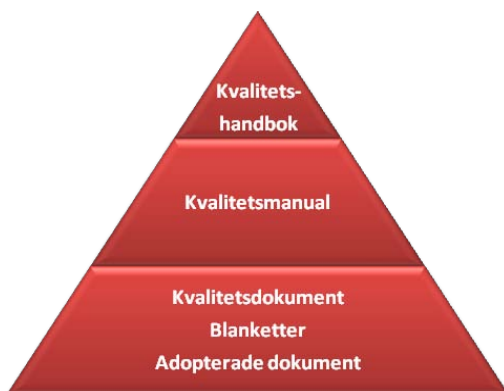 Kvalitets-
handbok
Kvalitetsmanual
Kvalitetsdokument
Blanketter
Adopterade dokument